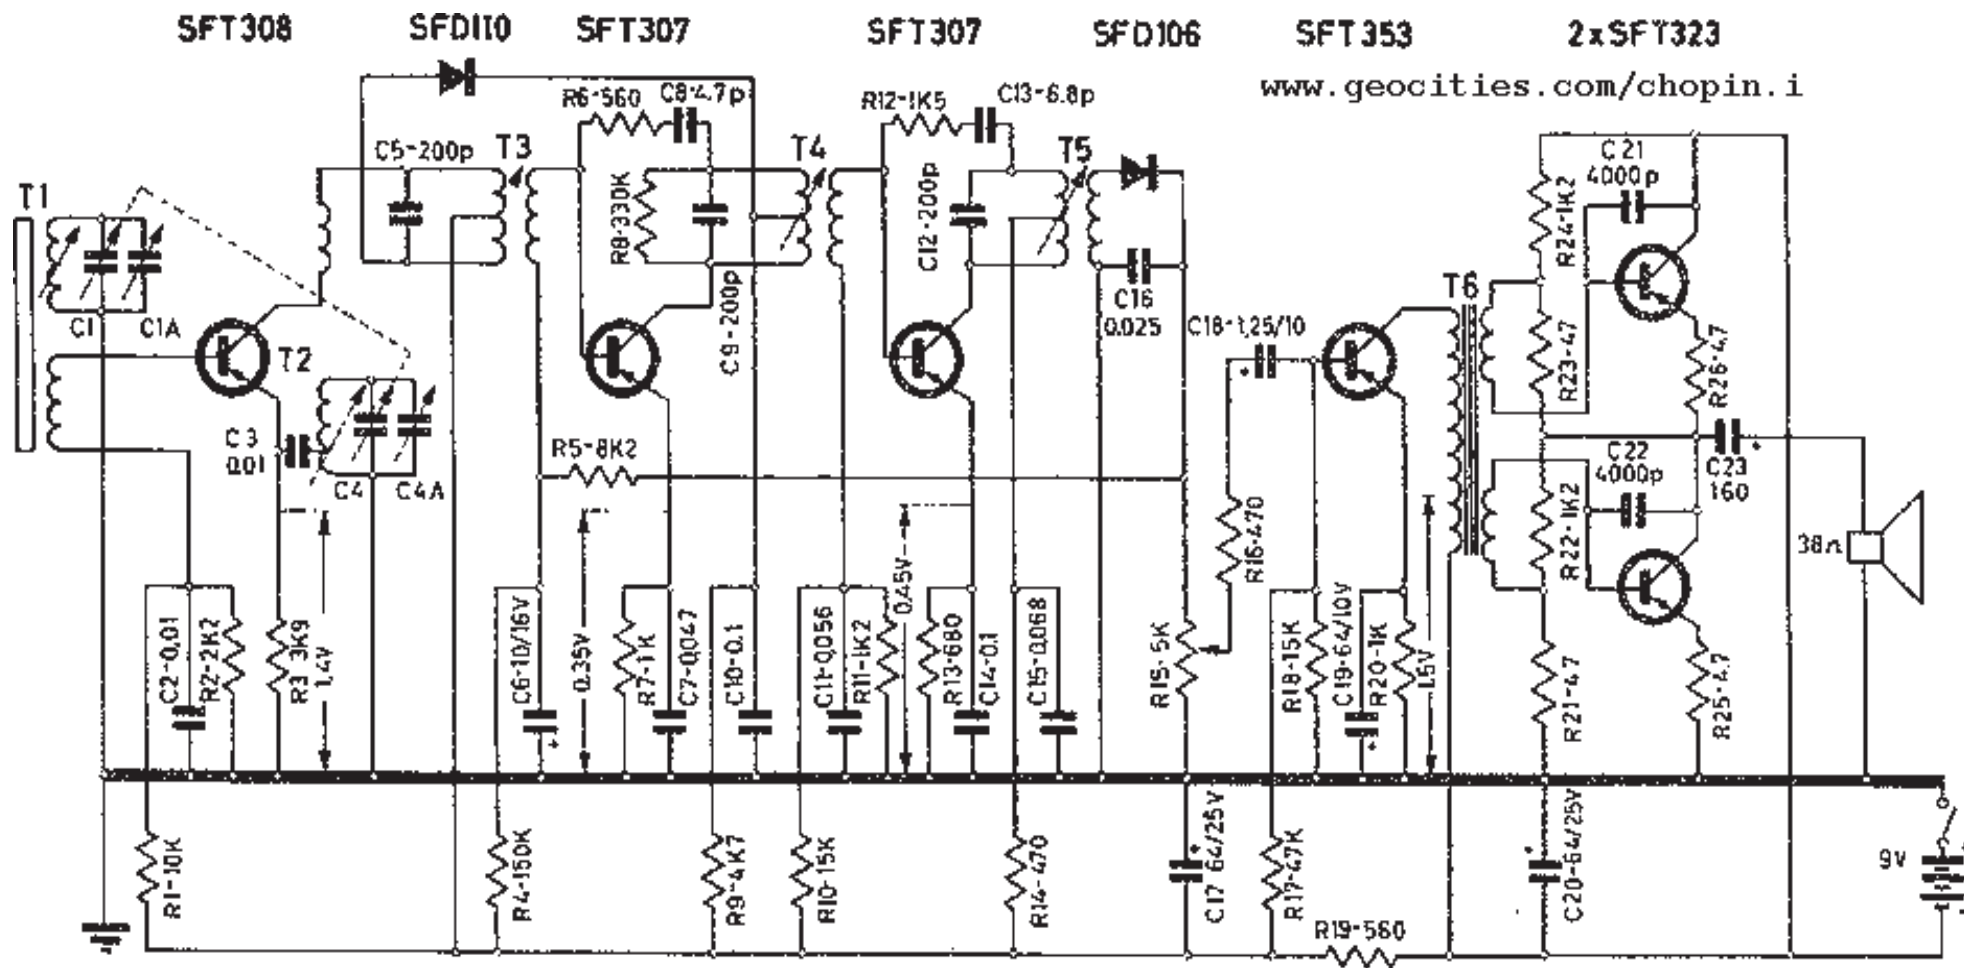 SFT308 SFD110 SFT307 SFT307 SFD106 SFT353 2xSFT323
www.geocities.com/chopin.i
R6-560
C8-4.7p
R12-1K5
C13-6.8p
C5-200p
T3
T4
T5
C21
4000p
T1
R8-330K
C12-200p
R24-1K2
C1
C1A
T2
C9-200p
C16
0.025
C18-1,25/10
T6
R23-47
R26-4.7
C3
0.01
C4
C4A
R5-8K2
C22
4000p
C23
160
R16-470
R22-1K2
38Ω
C2-0,01
R2-2K2
R3 3K9
1,4V
C6-10/16V
0.35V
R7-1K
C7-0,047
C10-0.1
C11-0,056
R11-1K2
0.45V
R13-680
C14-0.1
C15-0.068
R15-5K
R18-15K
C19-64/10V
R20-1K
1.5V
R21-4.7
R25-4.7
R1-10K
R4-150K
R9-4K7
R10-15K
R14-470
C17 64/25V
R17-47K
R19-560
C20-64/25V
9V